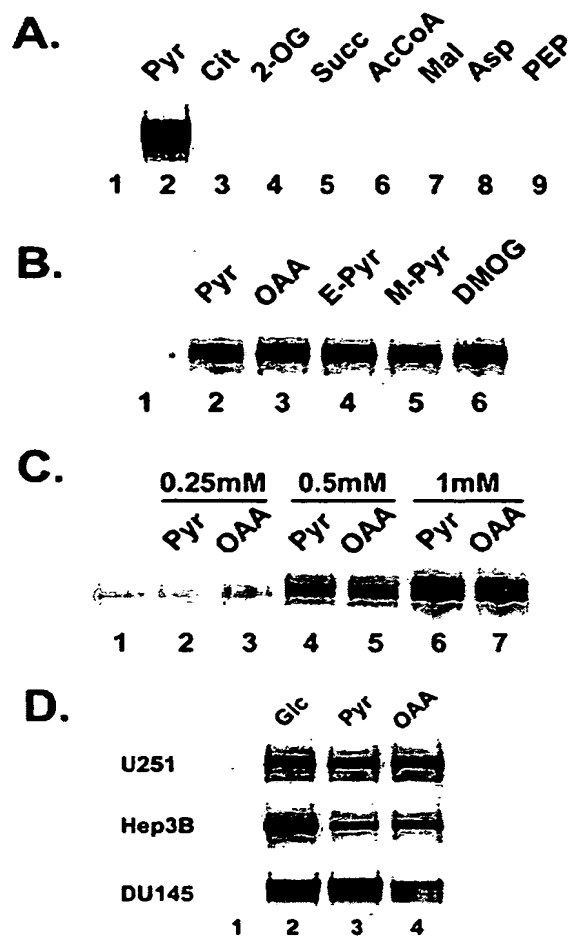 A.
Pyr Cit 2-OG Succ AcCoA Mal Asp PEP
1 2 3 4 5 6 7 8 9
B.
Pyr OAA E-Pyr M-Pyr DMOG
1 2 3 4 5 6
C.
0.25mM 0.5mM 1mM
Pyr OAA Pyr OAA Pyr OAA
1 2 3 4 5 6 7
D.
Glc Pyr OAA
U251
Hep3B
DU145
1 2 3 4